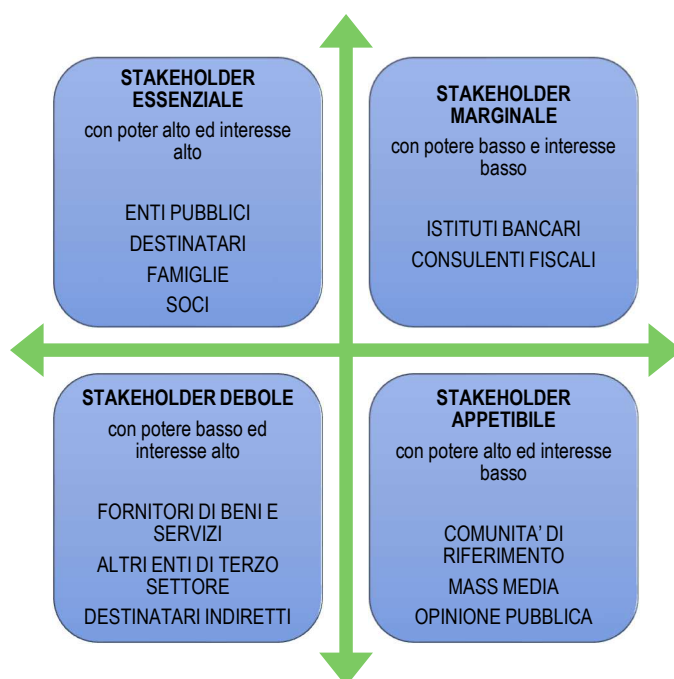 STAKEHOLDER
ESSENZIALE
con poter alto ed interesse
alto
ENTI PUBBLICI
DESTINATARI
FAMIGLIE
SOCI
STAKEHOLDER
MARGINALE
con potere basso e interesse
basso
ISTITUTI BANCARI
CONSULENTI FISCALI
STAKEHOLDER DEBOLE
con potere basso ed
interesse alto
FORNITORI DI BENI E
SERVIZI
ALTRI ENTI DI TERZO
SETTORE
DESTINATARI INDIRETTI
STAKEHOLDER
APPETIBILE
con potere alto ed interesse
basso
COMUNITA’ DI
RIFERIMENTO
MASS MEDIA
OPINIONE PUBBLICA